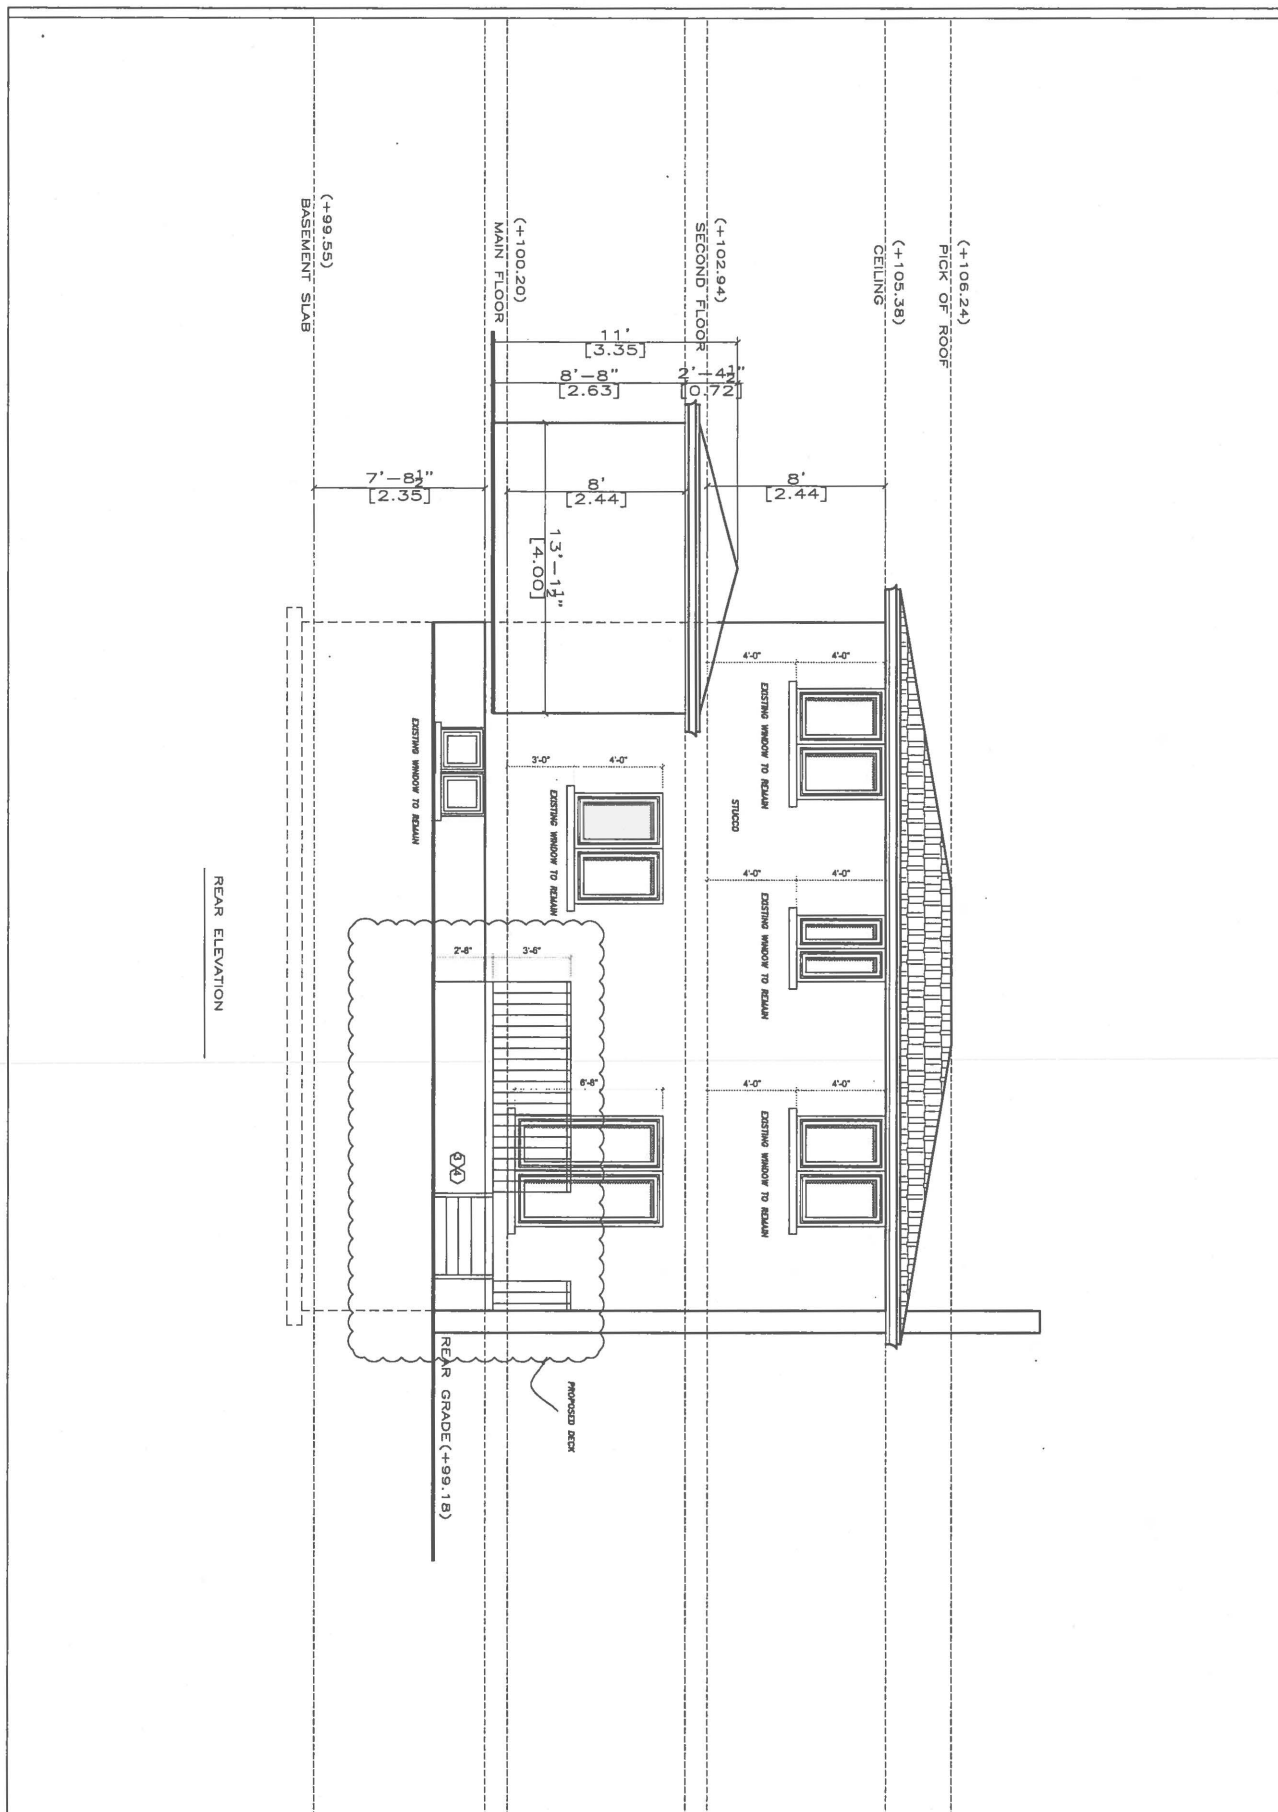 (+106.24)
PICK OF ROOF
(+105.38)
CEILING
(+102.94)
SECOND FLOOR
(+100.20)
MAIN FLOOR
(+99.55)
BASEMENT SLAB
11'
[3.35]
8'-8"
[2.63]
2'-4½"
[0.72]
7'-8½"
[2.35]
8'
[2.44]
8'
[2.44]
13'-1½"
[4.00]
4'-0"
4'-0"
EXISTING WINDOW TO REMAIN
STUCCO
4'-0"
4'-0"
EXISTING WINDOW TO REMAIN
4'-0"
4'-0"
EXISTING WINDOW TO REMAIN
3'-0"
4'-0"
EXISTING WINDOW TO REMAIN
EXISTING WINDOW TO REMAIN
2'-6"
3'-6"
6'-8"
3
4
PROPOSED DECK
REAR GRADE(+99.18)
REAR ELEVATION